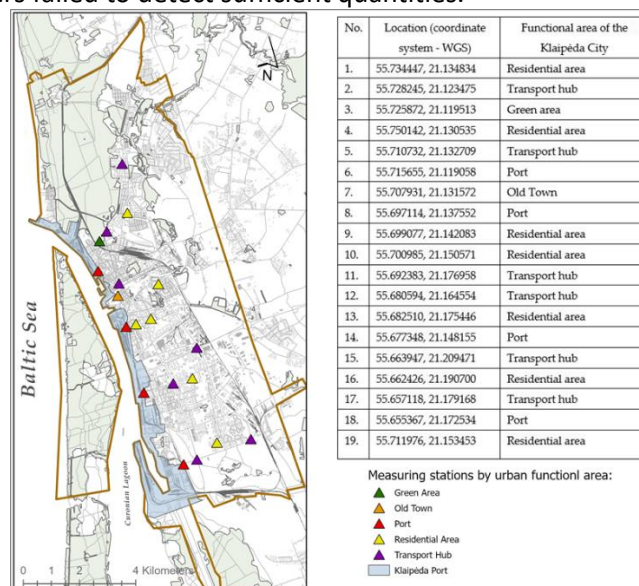 failed to detect sufficient quantities.
N
Baltic Sea
Curonian Lagoon
0 1 2 4 Kilometers
No. Location (coordinate system - WGS) Functional area of the Klaipėda City
1. 55.734447, 21.134834 Residential area
2. 55.728245, 21.123475 Transport hub
3. 55.725872, 21.119513 Green area
4. 55.750142, 21.130535 Residential area
5. 55.710732, 21.132709 Transport hub
6. 55.715655, 21.119058 Port
7. 55.707931, 21.131572 Old Town
8. 55.697114, 21.137552 Port
9. 55.699077, 21.142083 Residential area
10. 55.700985, 21.150571 Residential area
11. 55.692383, 21.176958 Transport hub
12. 55.680594, 21.164554 Transport hub
13. 55.682510, 21.175446 Residential area
14. 55.677348, 21.148155 Port
15. 55.663947, 21.209471 Transport hub
16. 55.662426, 21.190700 Residential area
17. 55.657118, 21.179168 Transport hub
18. 55.655367, 21.172534 Port
19. 55.711976, 21.153453 Residential area
Measuring stations by urban functionl area:
Green Area
Old Town
Port
Residential Area
Transport Hub
Klaipėda Port